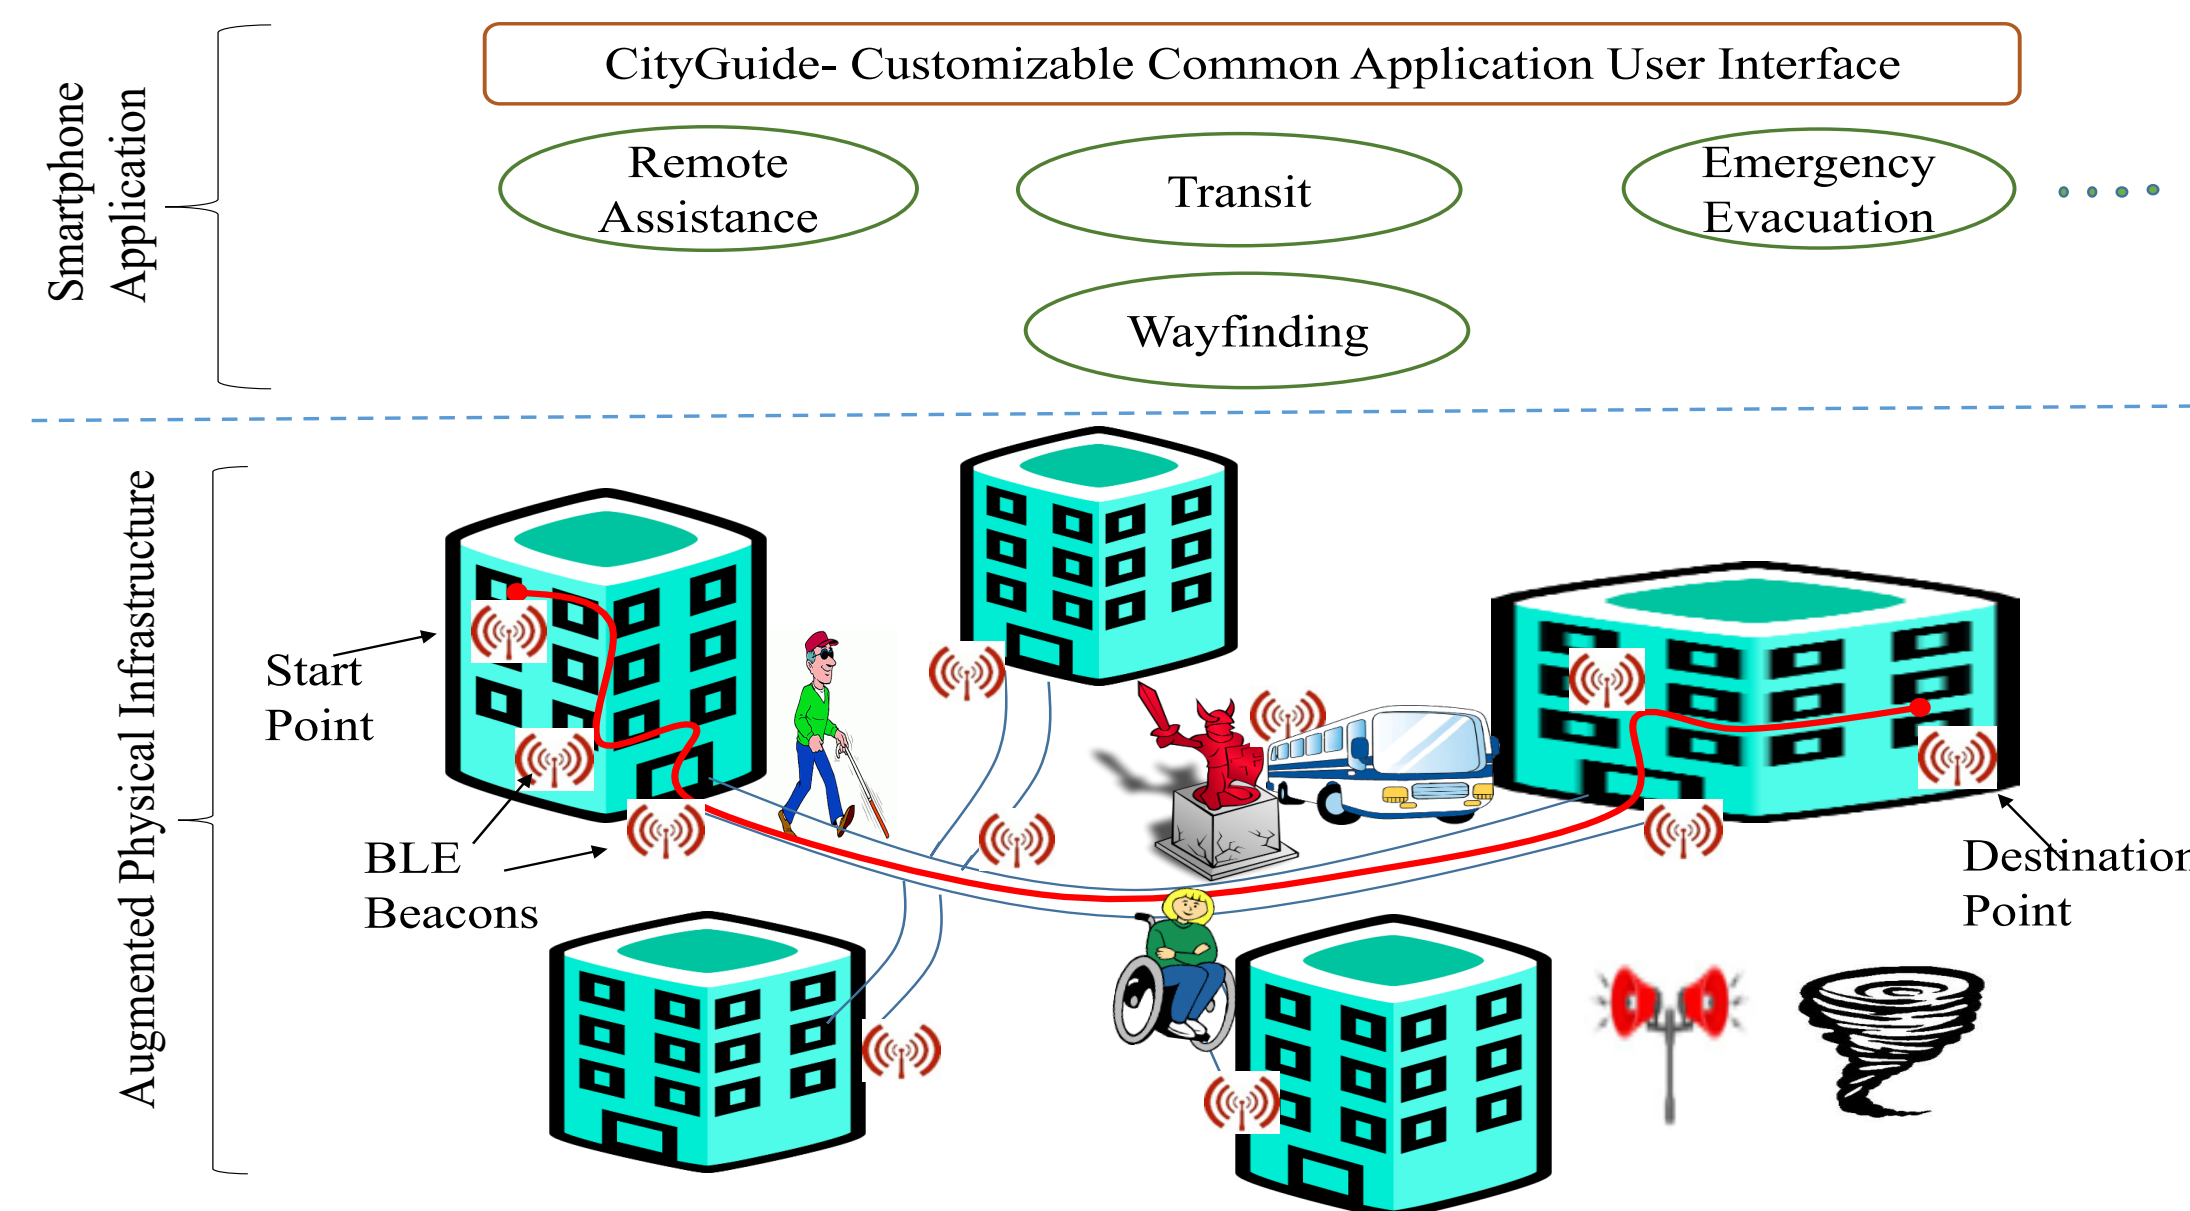 CityGuide- Customizable Common Application User Interface
Smartphone
Application
Remote
Assistance
Transit
Emergency
Evacuation
Wayfinding
Augmented Physical Infrastructure
Start
Point
BLE
Beacons
Destination
Point